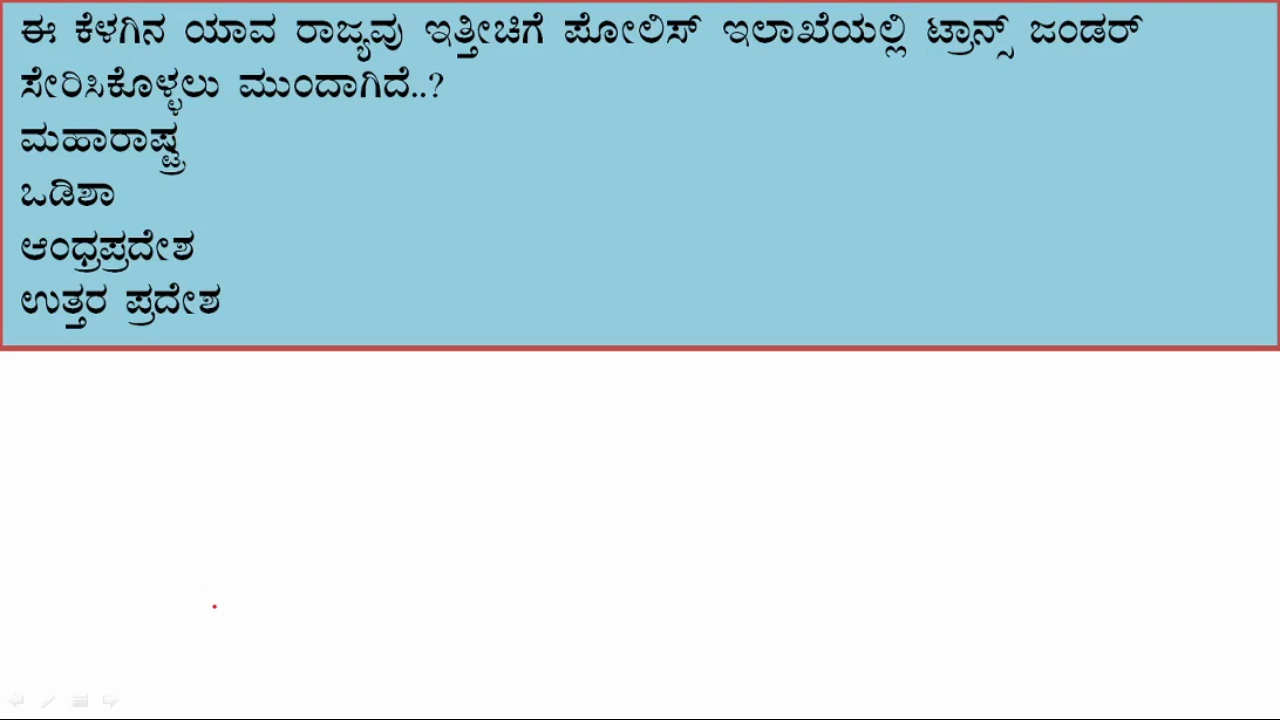 ಈ ಕೆಳಗಿನ ಯಾವ ರಾಜ್ಯವು ಇತ್ತೀಚಿಗೆ ಪೋಲಿಸ್ ಇಲಾಖೆಯಲ್ಲಿ ಟ್ರಾನ್ಸ್ ಜಂಡರ್
ಸೇರಿಸಿಕೊಳ್ಳಲು ಮುಂದಾಗಿದೆ..?
ಮಹಾರಾಷ್ಟ್ರ
ಒಡಿಶಾ
ಆಂಧ್ರಪ್ರದೇಶ
ಉತ್ತರ ಪ್ರದೇಶ